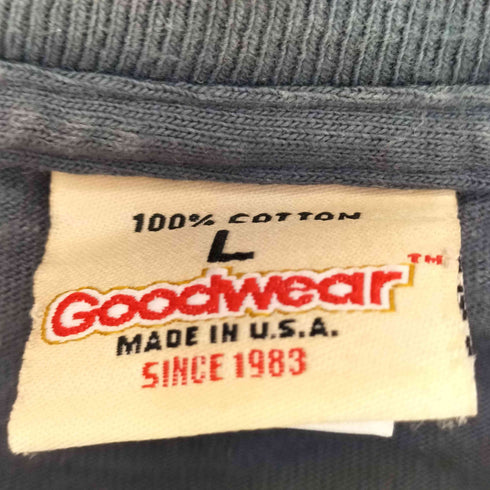 100% COTTON
L
Goodwear™
MADE IN U.S.A.
SINCE 1983